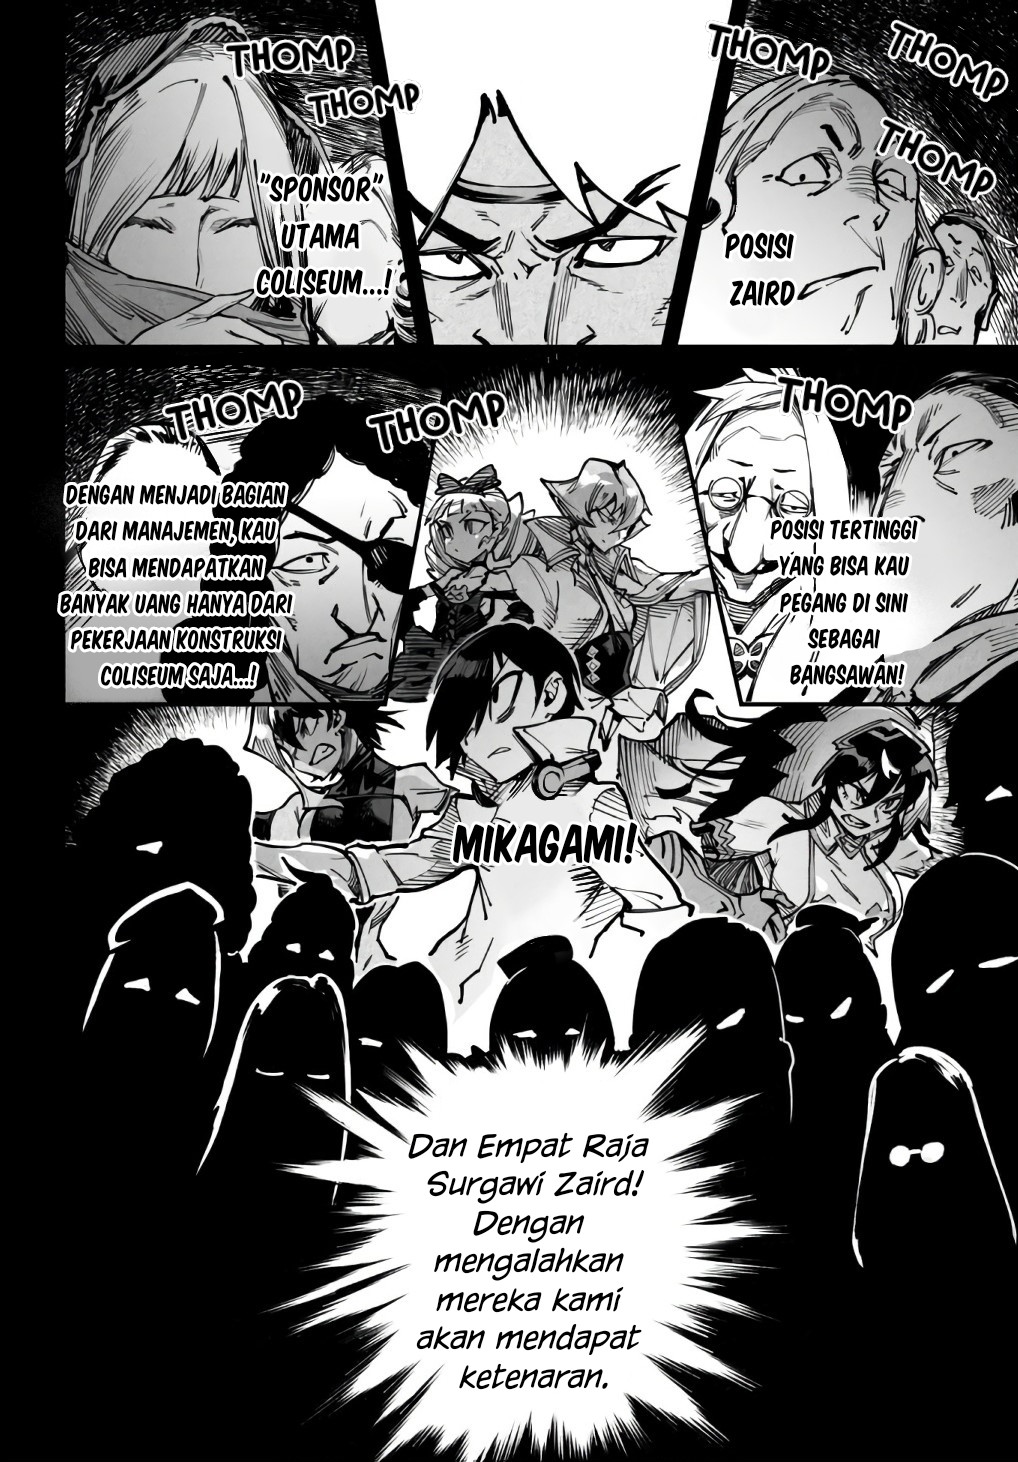 THOMP
THOMP
THOMP
THOMP
THOMP
"SPONSOR"
UTAMA
COLISEUM...!
POSISI
ZAIRD
THOMP
THOMP
THOMP
DENGAN MENJADI BAGIAN
DARI MANAJEMEN, KAU
BISA MENDAPATKAN
BANYAK UANG HANYA DARI
PEKERJAAN KONSTRUKSI
COLISEUM SAJA...!
POSISI TERTINGGI
YANG BISA KAU
PEGANG DI SINI
SEBAGAI
BANGSAWAN!
MIKAGAMI!
Dan Empat Raja
Surgawi Zaird!
Dengan
mengalahkan
mereka kami
akan mendapat
ketenaran.